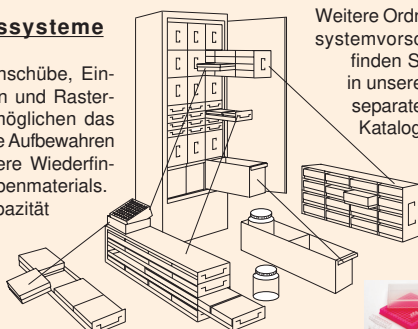 ssysteme
nschübe, Ein-
n und Raster-
möglichen das
e Aufbewahren
ere Wiederfin-
benmaterials.
pazität
Weitere Ordn
systemvorsc
finden S
in unsere
separate
Katalog